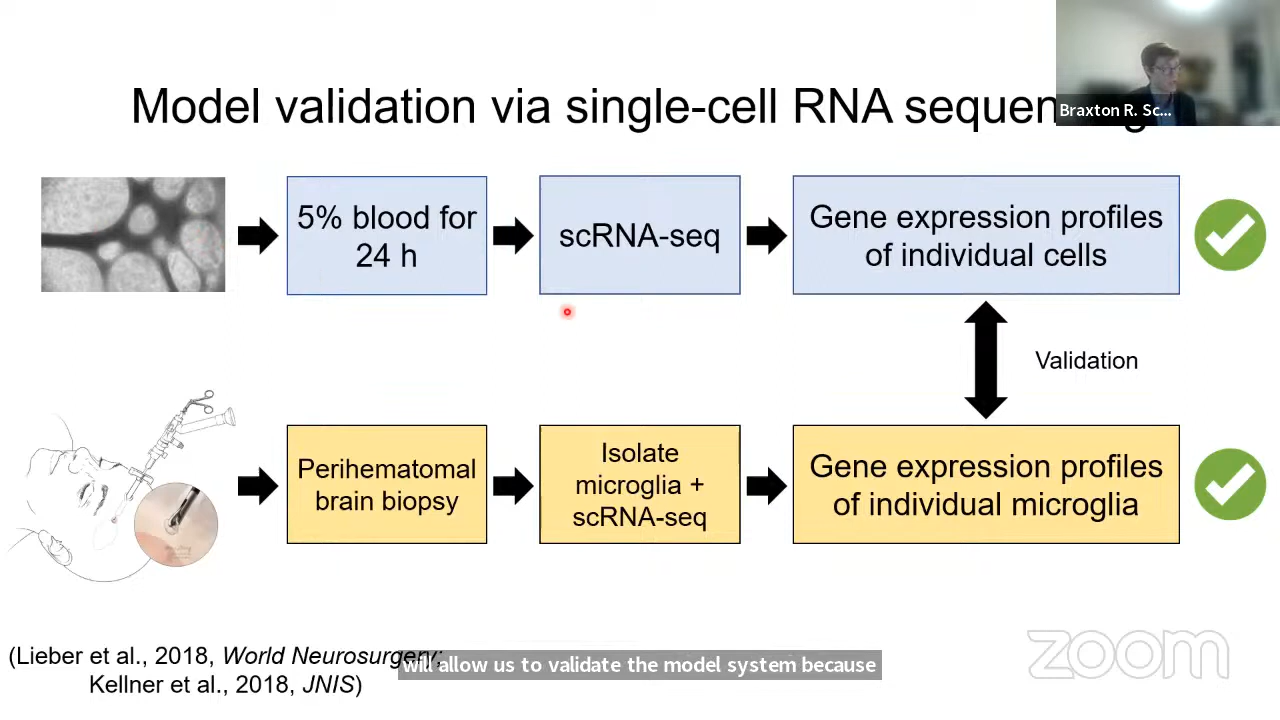 Model validation via single-cell RNA
Braxton R. Sc...
5% blood for
24 h
scRNA-seq
Gene expression profiles
of individual cells
Validation
Perihematomal
brain biopsy
Isolate
microglia +
scRNA-seq
Gene expression profiles
of individual microglia
(Lieber et al., 2018, World Neurosurgery;
Kellner et al., 2018, JNIS)
will allow us to validate the model system because
zoom